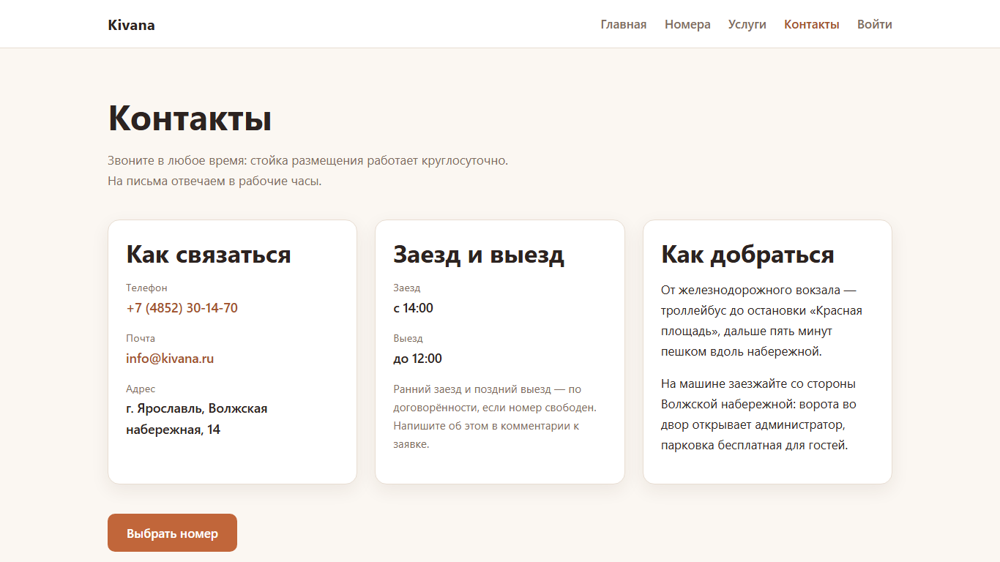 Kivana
Главная
Номера
Услуги
Контакты
Войти
Контакты
Звоните в любое время: стойка размещения работает круглосуточно.
На письма отвечаем в рабочие часы.
Как связаться
Телефон
+7 (4852) 30-14-70
Почта
info@kivana.ru
Адрес
г. Ярославль, Волжская
набережная, 14
Заезд и выезд
Заезд
с 14:00
Выезд
до 12:00
Ранний заезд и поздний выезд — по
договорённости, если номер свободен.
Напишите об этом в комментарии к
заявке.
Как добраться
От железнодорожного вокзала —
троллейбус до остановки «Красная
площадь», дальше пять минут
пешком вдоль набережной.
На машине заезжайте со стороны
Волжской набережной: ворота во
двор открывает администратор,
парковка бесплатная для гостей.
Выбрать номер